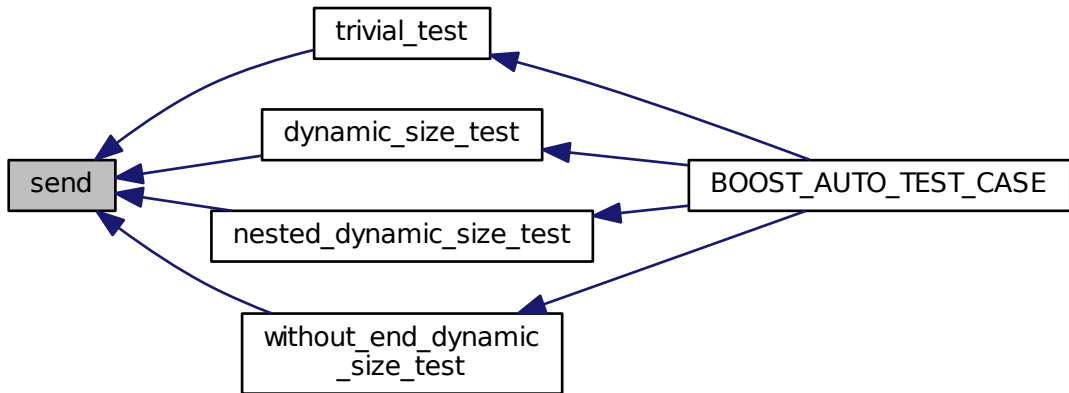 trivial_test
dynamic_size_test
send
BOOST_AUTO_TEST_CASE
nested_dynamic_size_test
without_end_dynamic
_size_test